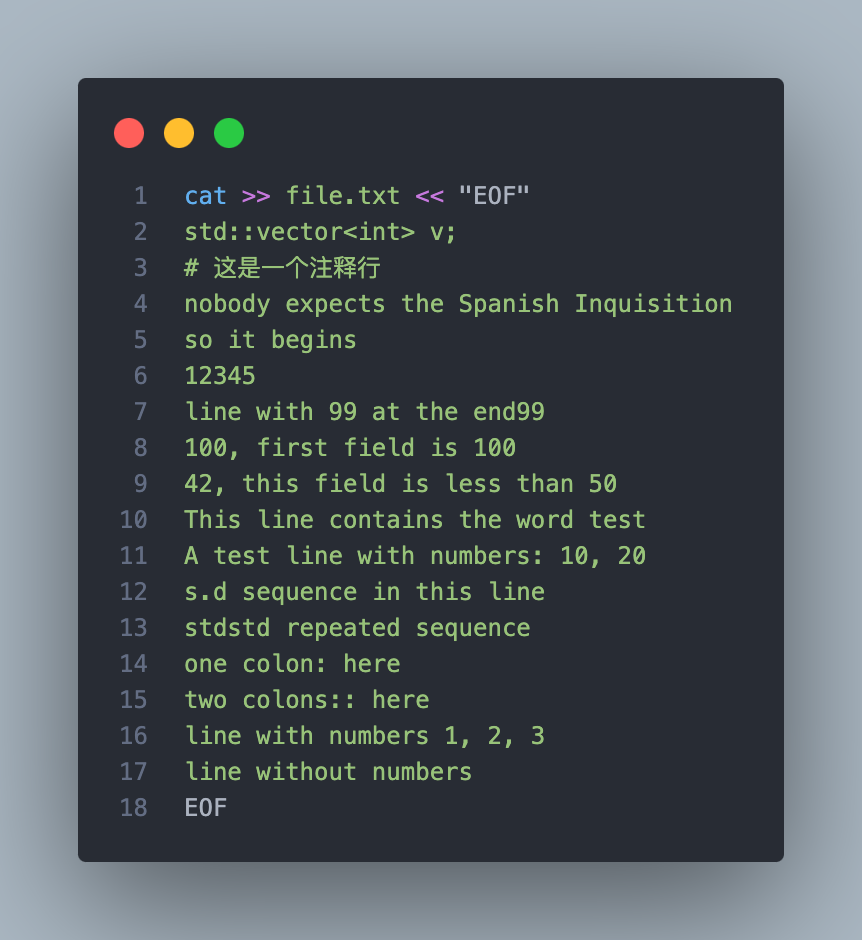 1 cat >> file.txt << "EOF"
2 std::vector<int> v;
3 # 这是一个注释行
4 nobody expects the Spanish Inquisition
5 so it begins
6 12345
7 line with 99 at the end99
8 100, first field is 100
9 42, this field is less than 50
10 This line contains the word test
11 A test line with numbers: 10, 20
12 s.d sequence in this line
13 stdstd repeated sequence
14 one colon: here
15 two colons:: here
16 line with numbers 1, 2, 3
17 line without numbers
18 EOF